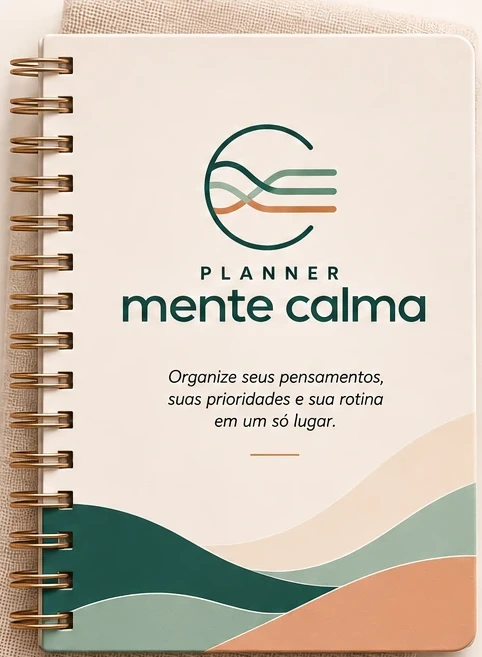 PLANNER
mente calma
Organize seus pensamentos,
suas prioridades e sua rotina
em um só lugar.